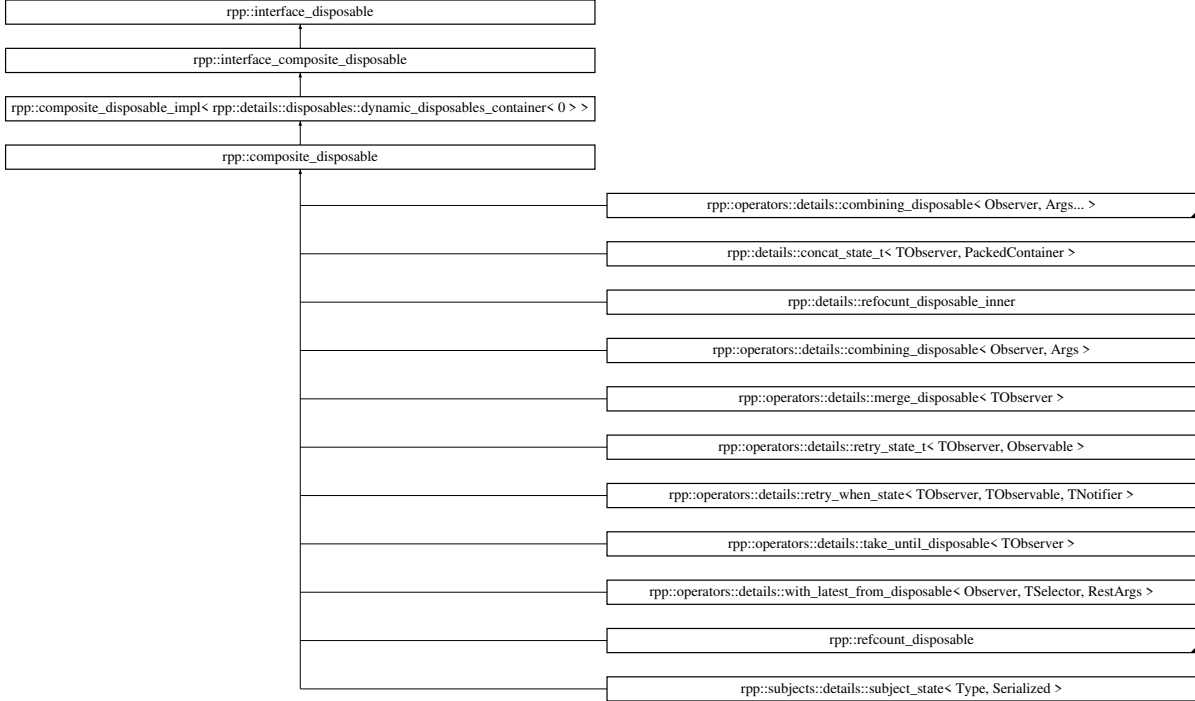 rpp::interface_disposable
rpp::interface_composite_disposable
rpp::composite_disposable_impl< rpp::details::disposables::dynamic_disposables_container< 0 > >
rpp::composite_disposable
rpp::operators::details::combining_disposable< Observer, Args... >
rpp::details::concat_state_t< TObserver, PackedContainer >
rpp::details::refocunt_disposable_inner
rpp::operators::details::combining_disposable< Observer, Args >
rpp::operators::details::merge_disposable< TObserver >
rpp::operators::details::retry_state_t< TObserver, Observable >
rpp::operators::details::retry_when_state< TObserver, TObservable, TNotifier >
rpp::operators::details::take_until_disposable< TObserver >
rpp::operators::details::with_latest_from_disposable< Observer, TSelector, RestArgs >
rpp::refcount_disposable
rpp::subjects::details::subject_state< Type, Serialized >